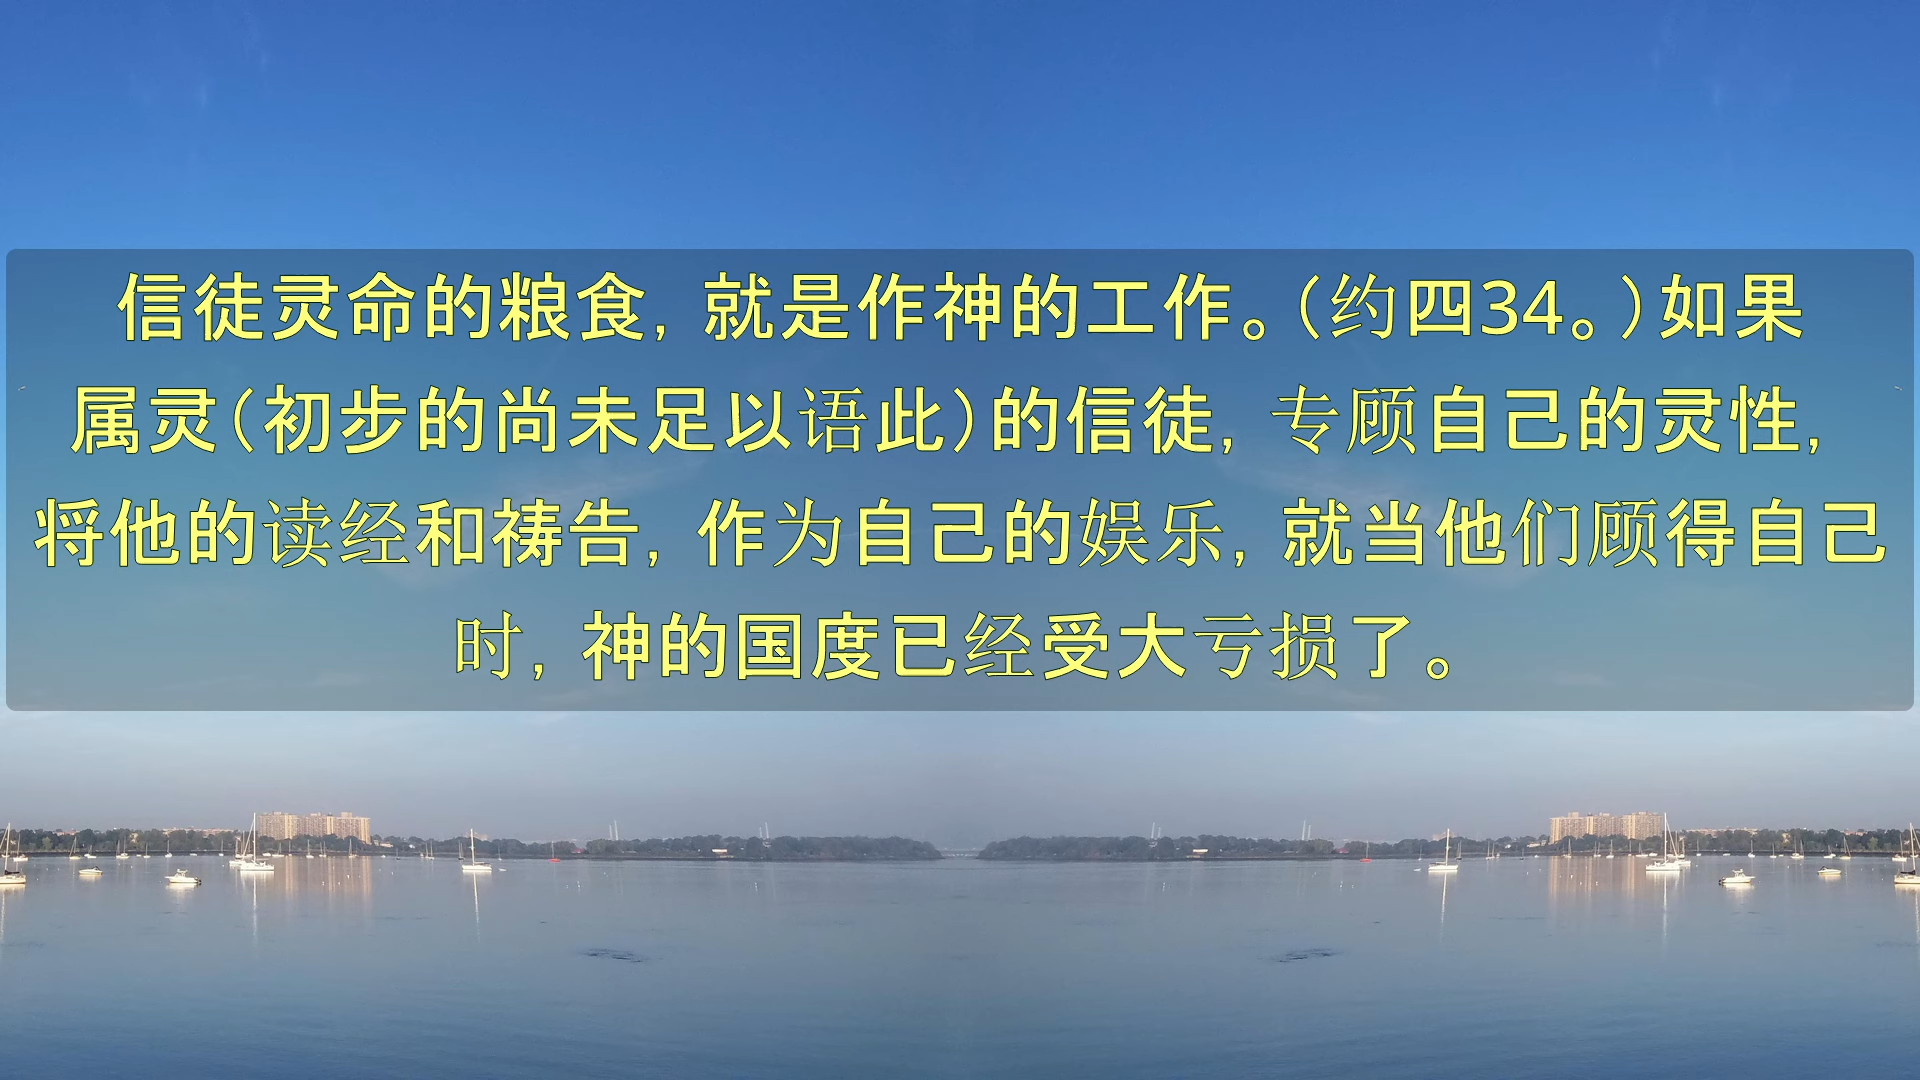 信徒灵命的粮食，就是作神的工作。（约四34。）如果
属灵（初步的尚未足以语此）的信徒，专顾自己的灵性，
将他的读经和祷告，作为自己的娱乐，就当他们顾得自己
时，神的国度已经受大亏损了。